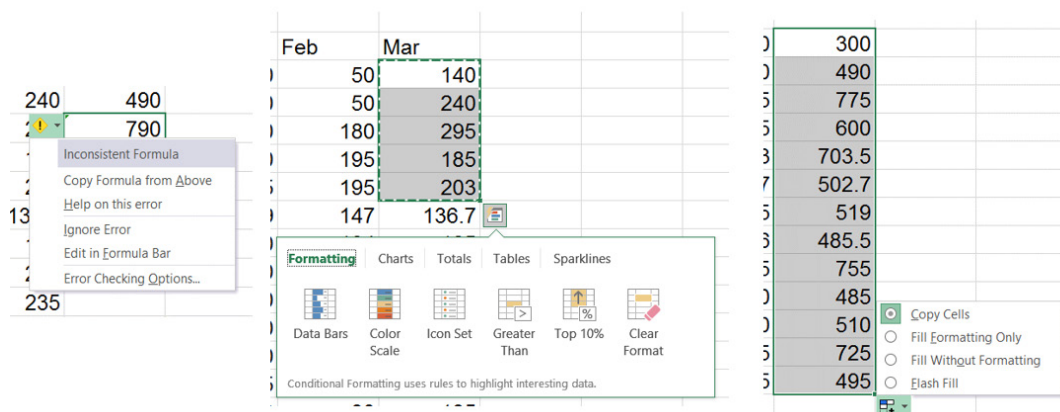 240 490
790
Inconsistent Formula
Copy Formula from Above
Help on this error
Ignore Error
Edit in Formula Bar
Error Checking Options...
235
Feb Mar
50 140
50 240
180 295
195 185
195 203
147 136.7
Formatting Charts Totals Tables Sparklines
Data Bars Color Scale Icon Set Greater Than Top 10% Clear Format
Conditional Formatting uses rules to highlight interesting data.
300
490
775
600
703.5
502.7
519
485.5
755
485
510
725
495
Copy Cells
Fill Formatting Only
Fill Without Formatting
Flash Fill